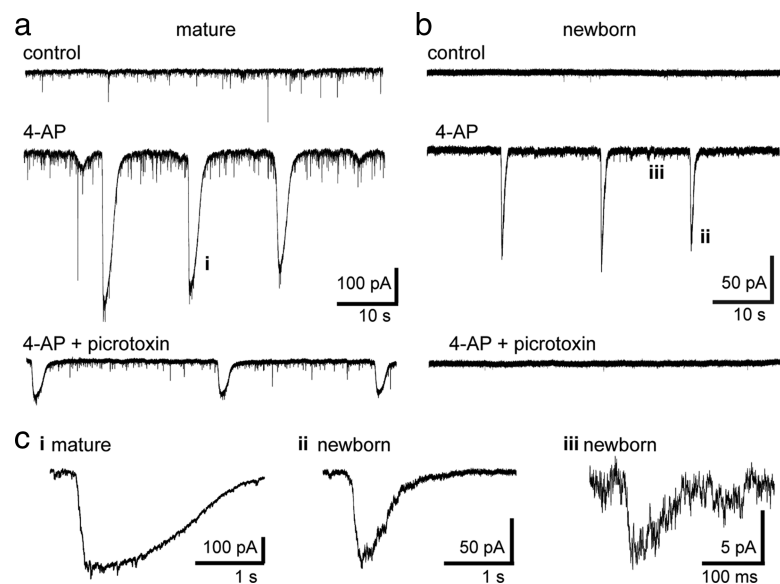 a mature
control
4-AP
i
100 pA
10 s
4-AP + picrotoxin
b newborn
control
4-AP
iii
ii
50 pA
10 s
4-AP + picrotoxin
c i mature
100 pA
1 s
ii newborn
50 pA
1 s
iii newborn
5 pA
100 ms